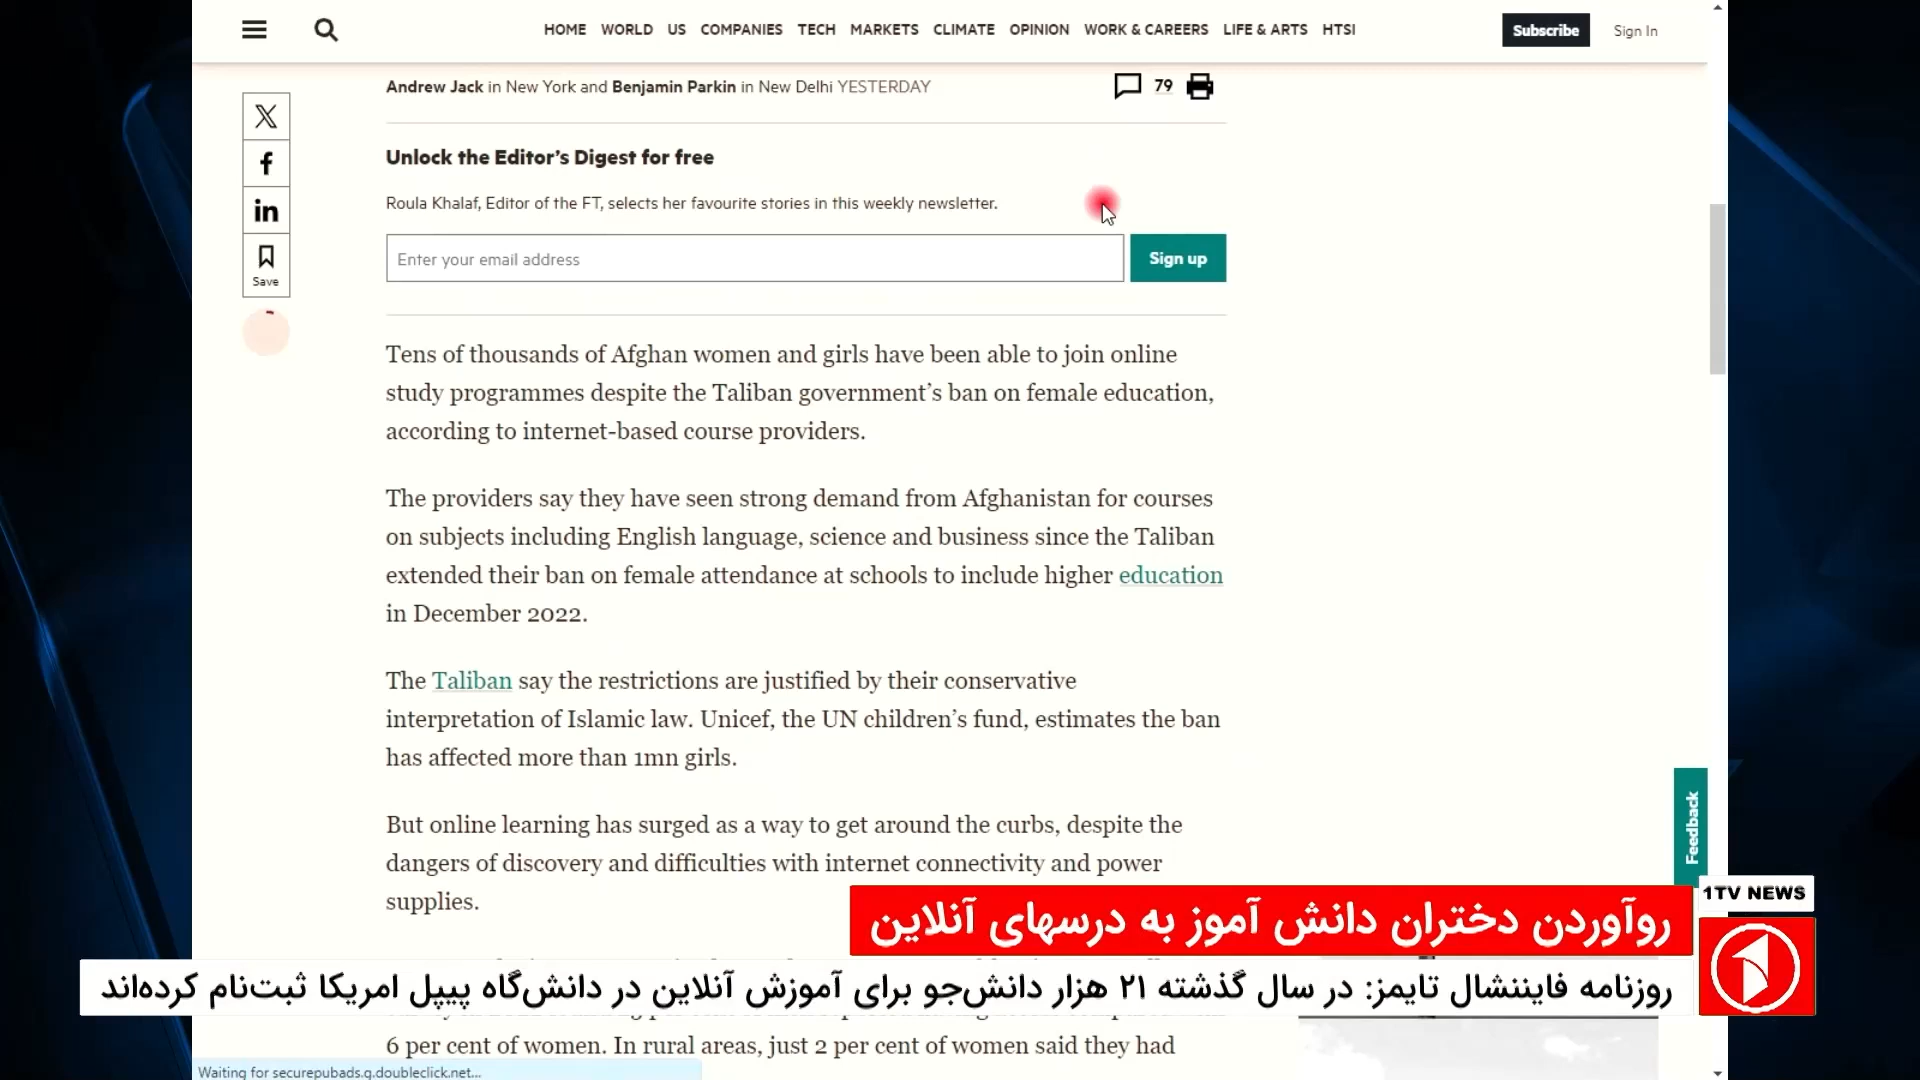 HOME WORLD US COMPANIES TECH MARKETS CLIMATE OPINION WORK & CAREERS LIFE & ARTS HTSI
Subscribe
Sign In
Andrew Jack in New York and Benjamin Parkin in New Delhi YESTERDAY
79
Unlock the Editor’s Digest for free
Roula Khalaf, Editor of the FT, selects her favourite stories in this weekly newsletter.
Enter your email address
Sign up
Save
Tens of thousands of Afghan women and girls have been able to join online
study programmes despite the Taliban government’s ban on female education,
according to internet-based course providers.
The providers say they have seen strong demand from Afghanistan for courses
on subjects including English language, science and business since the Taliban
extended their ban on female attendance at schools to include higher education
in December 2022.
The Taliban say the restrictions are justified by their conservative
interpretation of Islamic law. Unicef, the UN children’s fund, estimates the ban
has affected more than 1mn girls.
But online learning has surged as a way to get around the curbs, despite the
dangers of discovery and difficulties with internet connectivity and power
supplies.
Feedback
1TV NEWS
روآوردن دختران دانش آموز به درسهای آنلاین
روزنامه فایننشال تایمز: در سال گذشته ۲۱ هزار دانش‌جو برای آموزش آنلاین در دانش‌گاه پیپل امریکا ثبت‌نام کرده‌اند
6 per cent of women. In rural areas, just 2 per cent of women said they had
Waiting for securepubads.g.doubleclick.net...